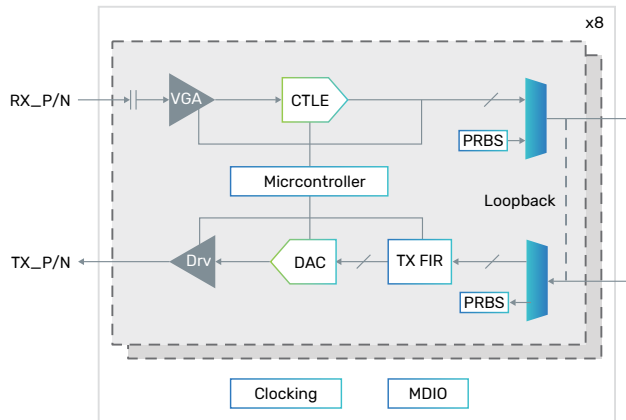 x8
RX_P/N
VGA
CTLE
PRBS
Micrcontroller
Loopback
TX_P/N
Drv
DAC
TX FIR
PRBS
Clocking
MDIO